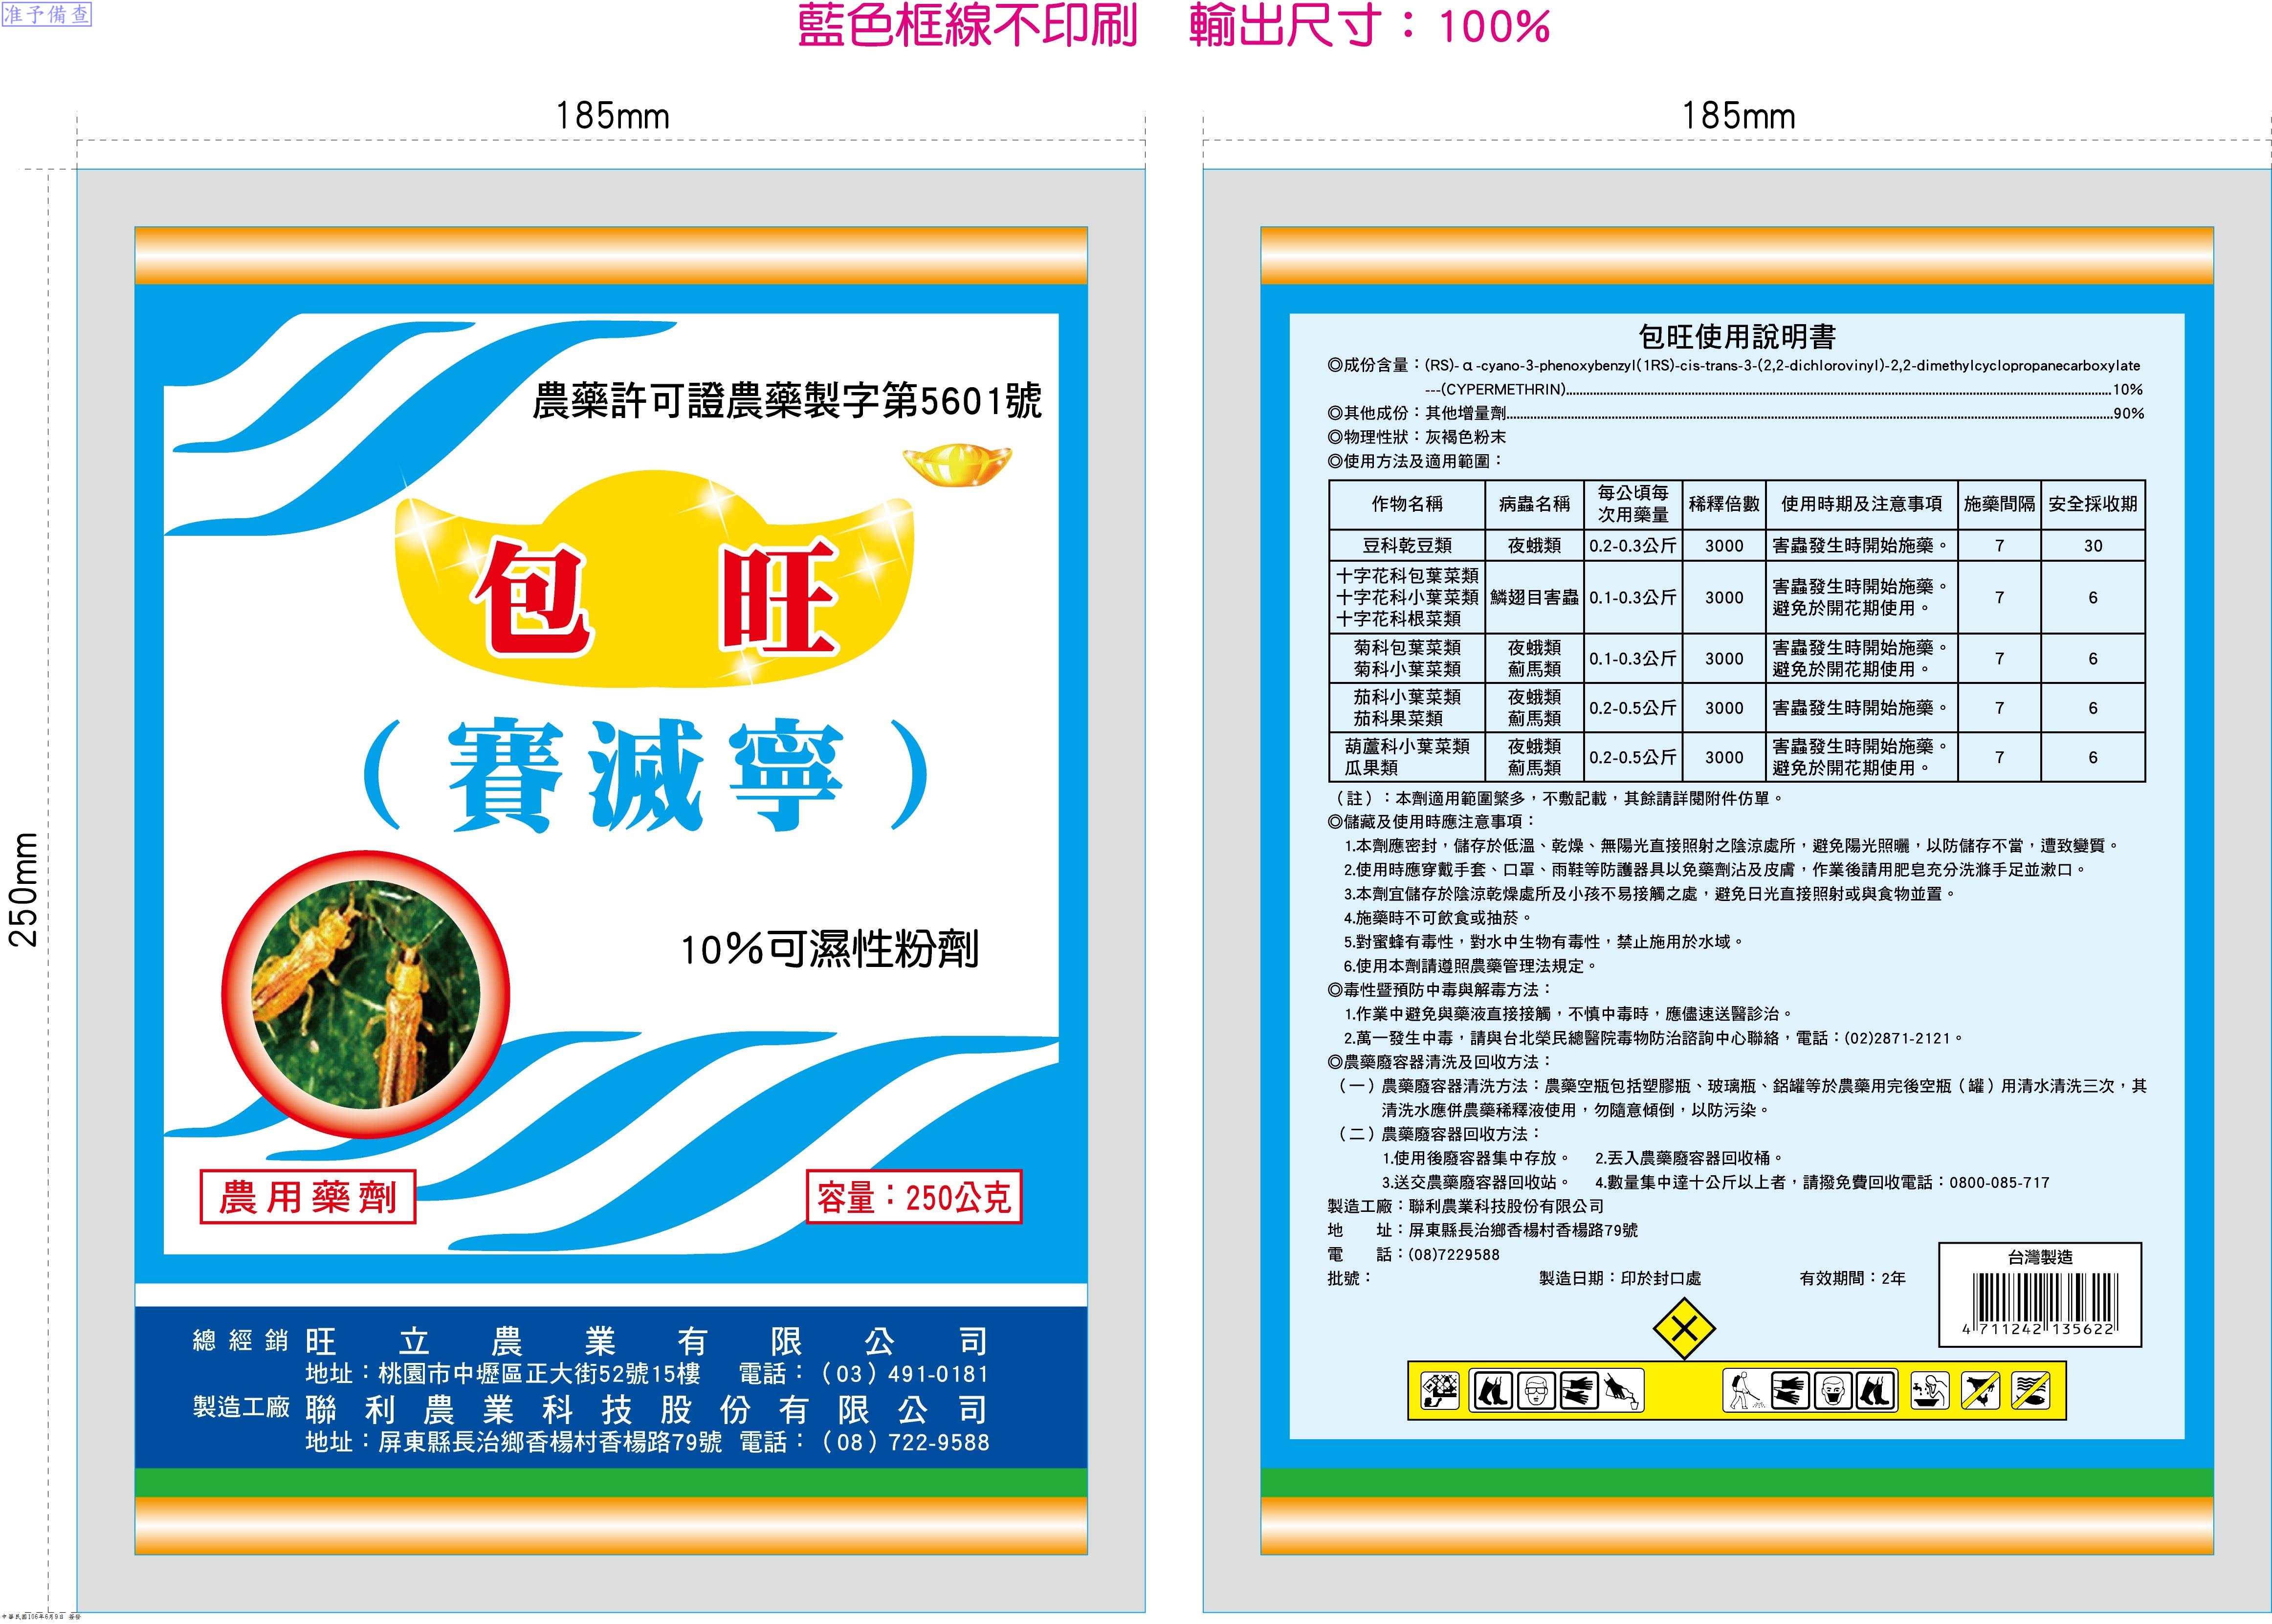 准予備查
藍色框線不印刷　輸出尺寸：100%
185mm
185mm
250mm
農藥許可證農藥製字第5601號
包 旺
（賽滅寧）
10%可濕性粉劑
農用藥劑
容量：250公克
總經銷 旺立農業有限公司
地址：桃園市中壢區正大街52號15樓　電話：（03）491-0181
製造工廠 聯利農業科技股份有限公司
地址：屏東縣長治鄉香楊村香楊路79號 電話：（08）722-9588
中華民國106年6月9日 簽發
包旺使用說明書
◎成份含量：(RS)-α-cyano-3-phenoxybenzyl(1RS)-cis-trans-3-(2,2-dichlorovinyl)-2,2-dimethylcyclopropanecarboxylate
---(CYPERMETHRIN)........10%
◎其他成份：其他增量劑........90%
◎物理性狀：灰褐色粉末
◎使用方法及適用範圍：
作物名稱 病蟲名稱 每公頃每次用藥量 稀釋倍數 使用時期及注意事項 施藥間隔 安全採收期
豆科乾豆類 夜蛾類 0.2-0.3公斤 3000 害蟲發生時開始施藥。 7 30
十字花科包葉菜類 十字花科小葉菜類 十字花科根菜類 鱗翅目害蟲 0.1-0.3公斤 3000 害蟲發生時開始施藥。避免於開花期使用。 7 6
菊科包葉菜類 菊科小葉菜類 夜蛾類 薊馬類 0.1-0.3公斤 3000 害蟲發生時開始施藥。避免於開花期使用。 7 6
茄科小葉菜類 茄科果菜類 夜蛾類 薊馬類 0.2-0.5公斤 3000 害蟲發生時開始施藥。 7 6
葫蘆科小葉菜類 瓜果類 夜蛾類 薊馬類 0.2-0.5公斤 3000 害蟲發生時開始施藥。避免於開花期使用。 7 6
（註）：本劑適用範圍繁多，不敷記載，其餘請詳閱附件仿單。
◎儲藏及使用時應注意事項：
1.本劑應密封，儲存於低溫、乾燥、無陽光直接照射之陰涼處所，避免陽光照曬，以防儲存不當，遭致變質。
2.使用時應穿戴手套、口罩、雨鞋等防護器具以免藥劑沾及皮膚，作業後請用肥皂充分洗滌手足並漱口。
3.本劑宜儲存於陰涼乾燥處所及小孩不易接觸之處，避免日光直接照射或與食物並置。
4.施藥時不可飲食或抽菸。
5.對蜜蜂有毒性，對水中生物有毒性，禁止施用於水域。
6.使用本劑請遵照農藥管理法規定。
◎毒性暨預防中毒與解毒方法：
1.作業中避免與藥液直接接觸，不慎中毒時，應儘速送醫診治。
2.萬一發生中毒，請與台北榮民總醫院毒物防治諮詢中心聯絡，電話：(02)2871-2121。
◎農藥廢容器清洗及回收方法：
（一）農藥廢容器清洗方法：農藥空瓶包括塑膠瓶、玻璃瓶、鋁罐等於農藥用完後空瓶（罐）用清水清洗三次，其
清洗水應併農藥稀釋液使用，勿隨意傾倒，以防污染。
（二）農藥廢容器回收方法：
1.使用後廢容器集中存放。　2.丟入農藥廢容器回收桶。
3.送交農藥廢容器回收站。　4.數量集中達十公斤以上者，請撥免費回收電話：0800-085-717
製造工廠：聯利農業科技股份有限公司
地　　址：屏東縣長治鄉香楊村香楊路79號
電　　話：(08)7229588
批號：　製造日期：印於封口處　有效期間：2年
台灣製造
4 711242 135622